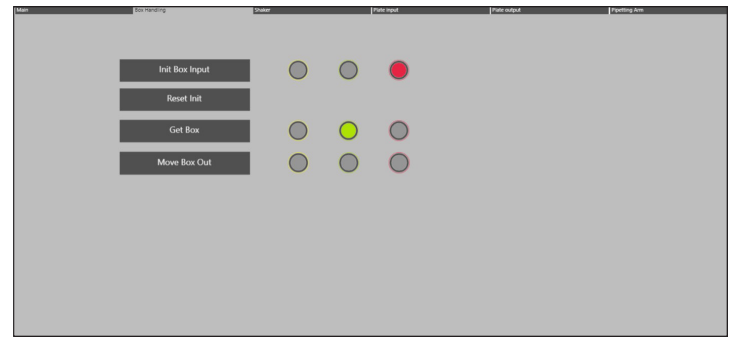 Main
Box Handling
Shaker
Plate input
Plate output
Pipetting Arm
Init Box Input
Reset Init
Get Box
Move Box Out